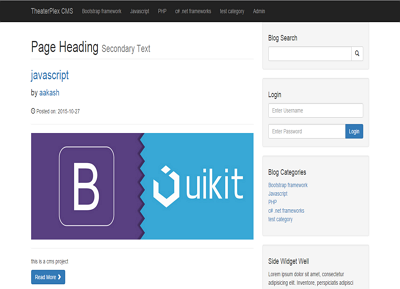 TheaterPlex CMS Bootstrap framework Javascript PHP c# .net frameworks test category Admin
Page Heading Secondary Text
javascript
by aakash
Posted on: 2015-10-27
B uikit
this is a cms project
Read More
Blog Search
Login
Enter Username
Enter Password Login
Blog Categories
Bootstrap framework
Javascript
PHP
c# .net frameworks
test category
Side Widget Well
Lorem ipsum dolor sit amet, consectetur
adipisicing elit. Inventore, perspiciatis adipisci